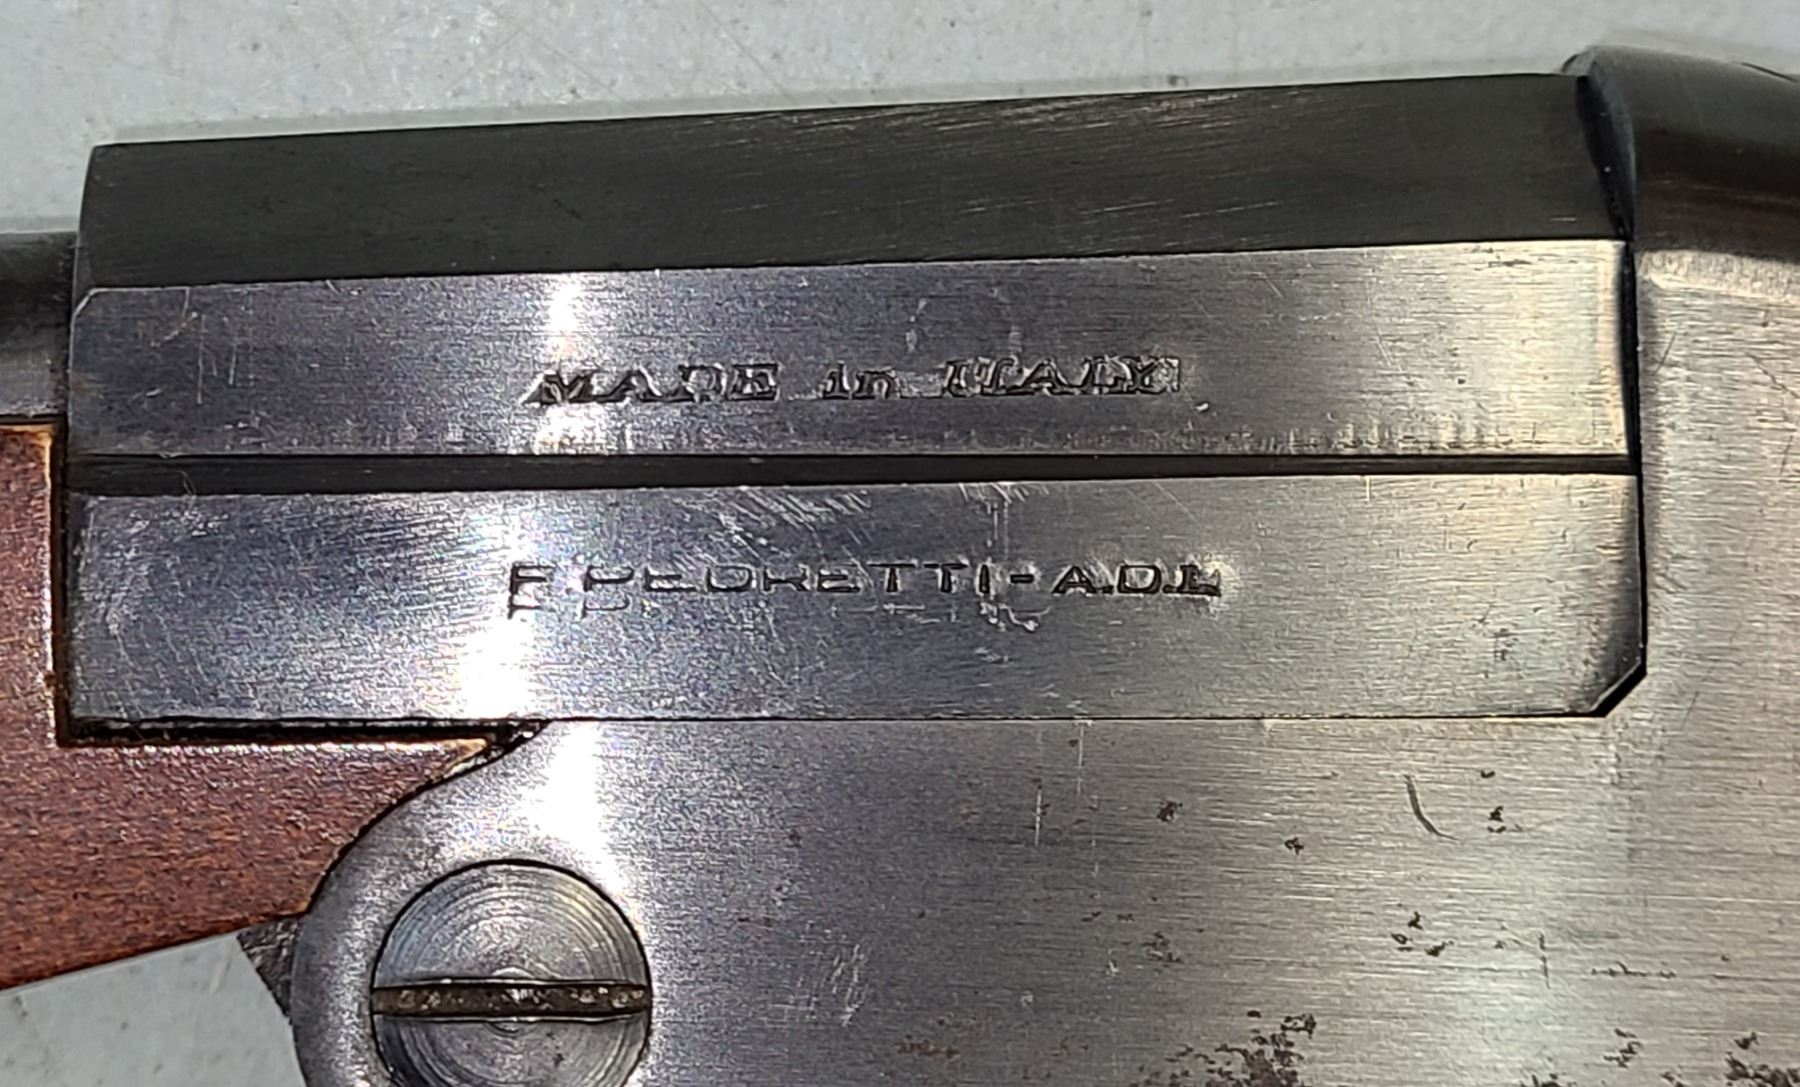 MADE in ITALY
F. PEDRETTI - A.D.L